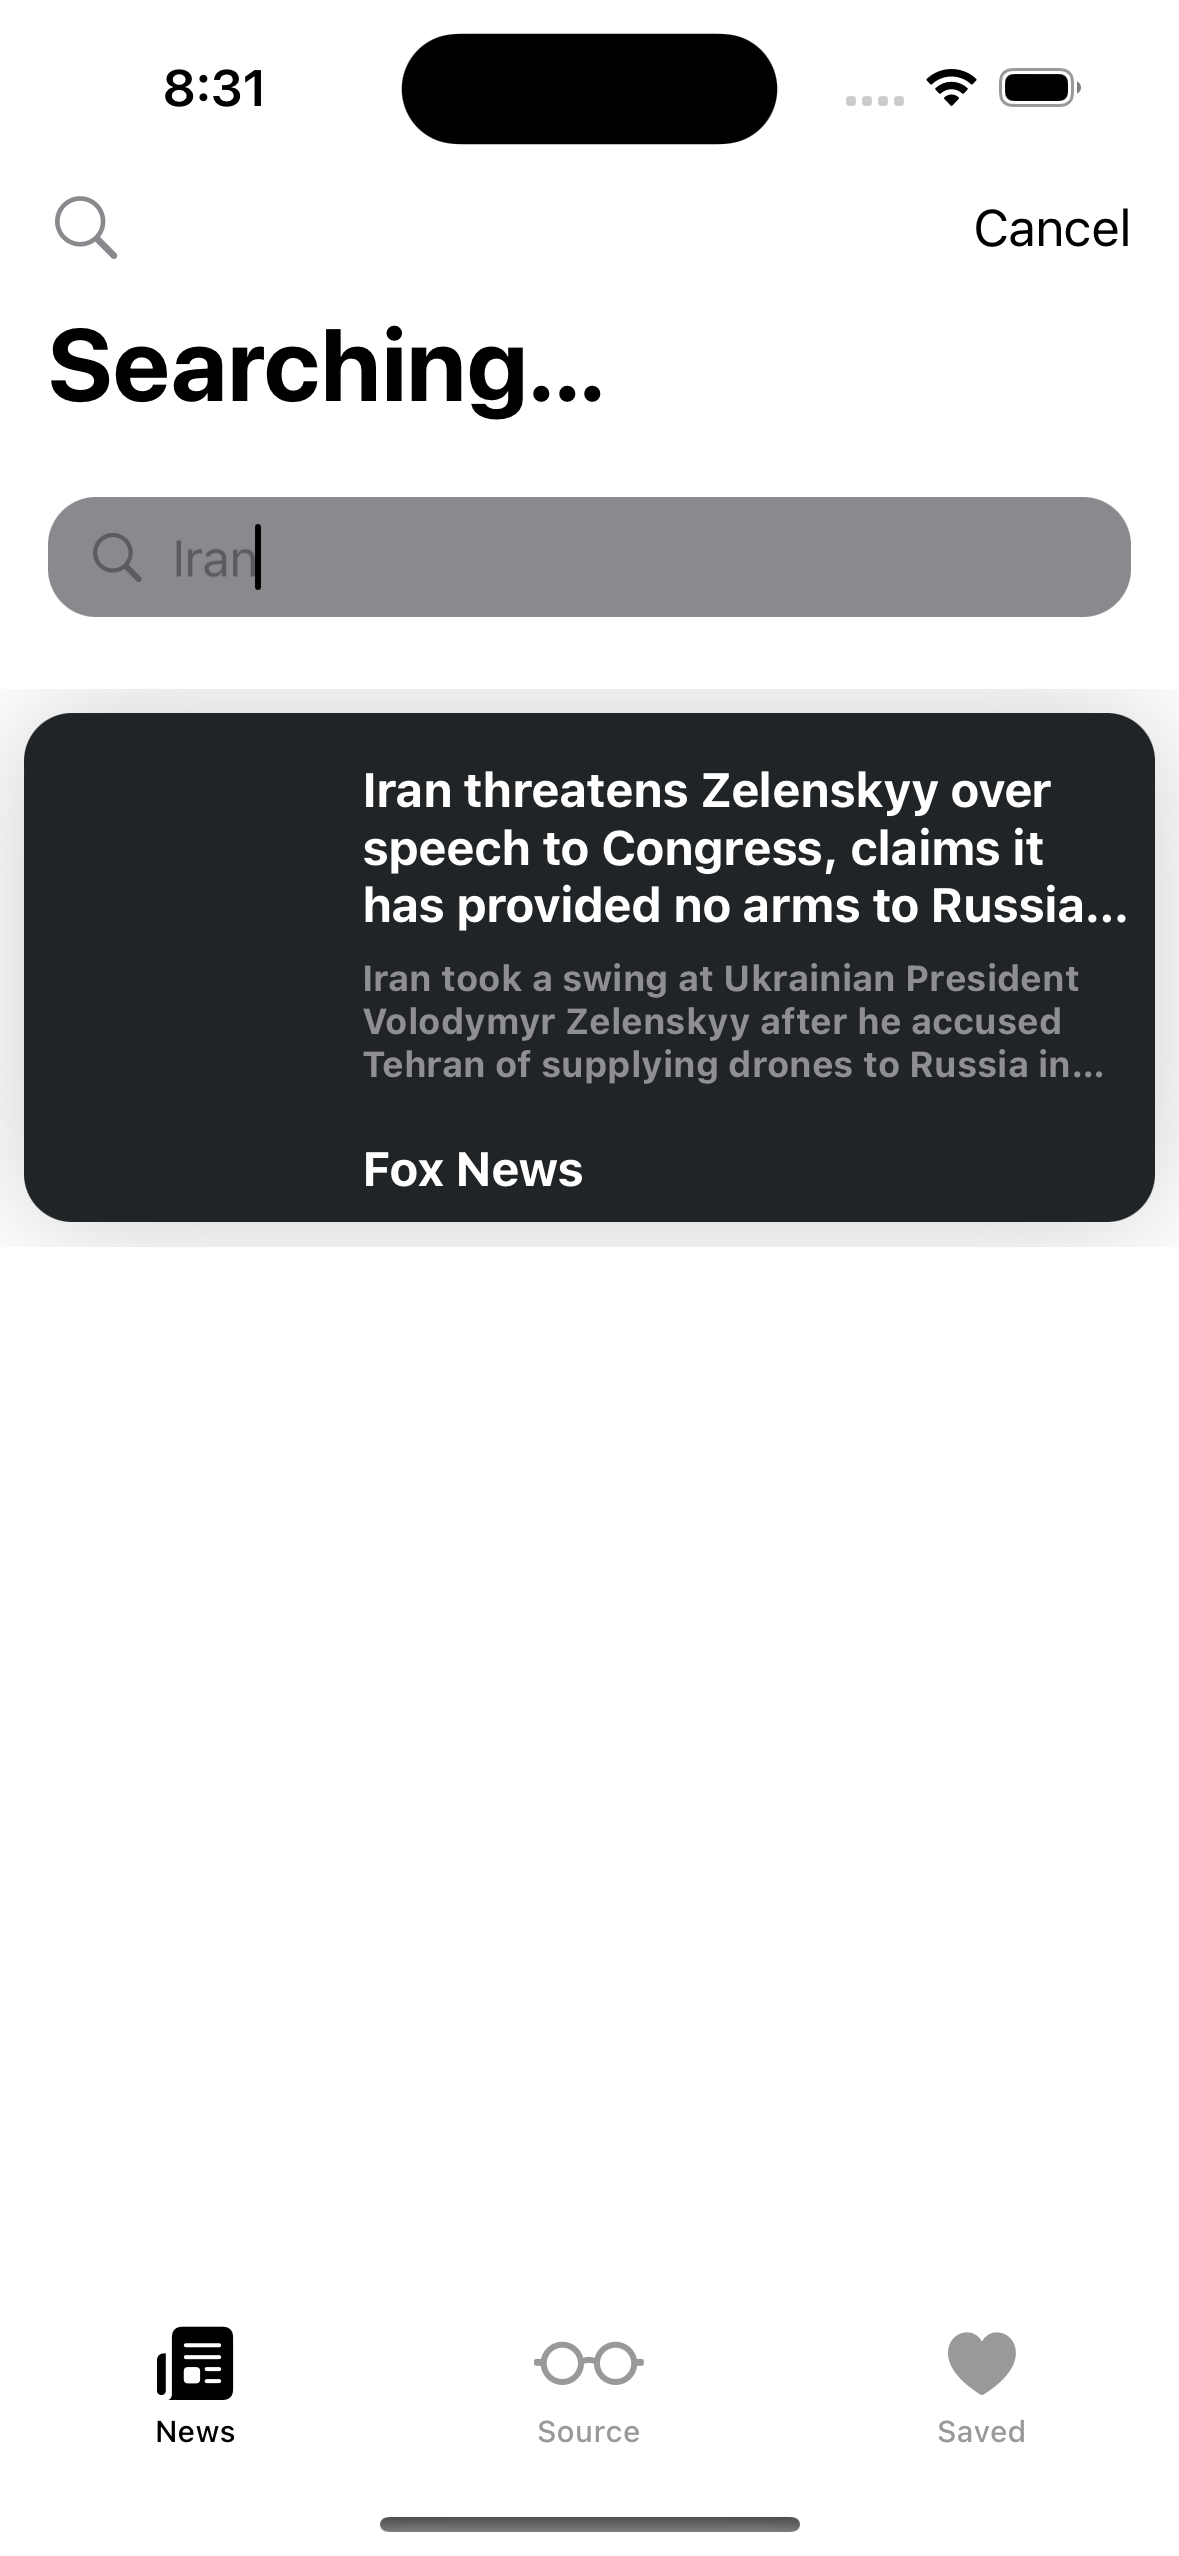 8:31
Cancel
Searching...
Iran
Iran threatens Zelenskyy over
speech to Congress, claims it
has provided no arms to Russia...
Iran took a swing at Ukrainian President
Volodymyr Zelenskyy after he accused
Tehran of supplying drones to Russia in...
Fox News
News
Source
Saved